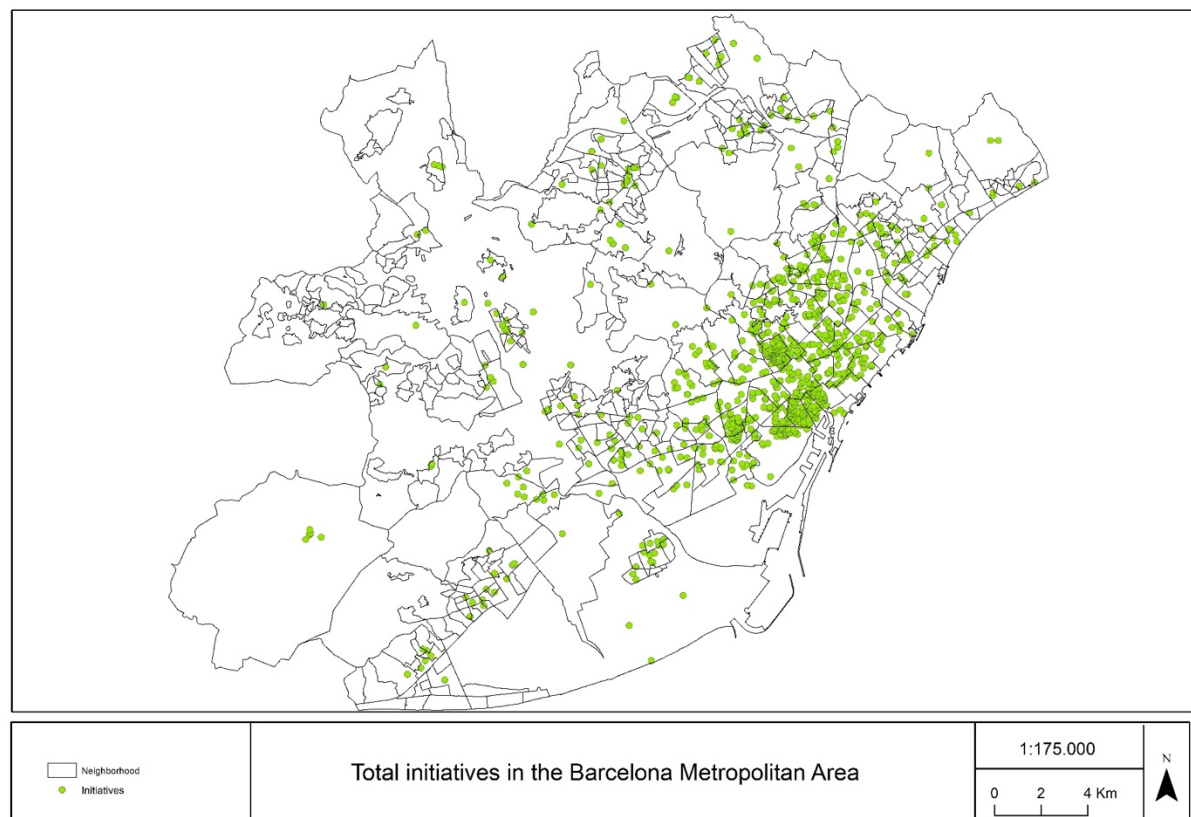 Neighborhood
Initiatives
Total initiatives in the Barcelona Metropolitan Area
1:175.000
0 2 4 Km
N